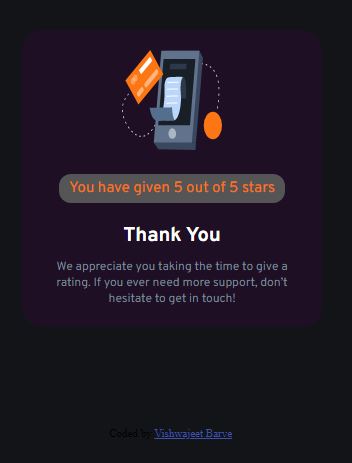 You have given 5 out of 5 stars
Thank You
We appreciate you taking the time to give a
rating. If you ever need more support, don't
hesitate to get in touch!
Coded by Vishwajeet Barve